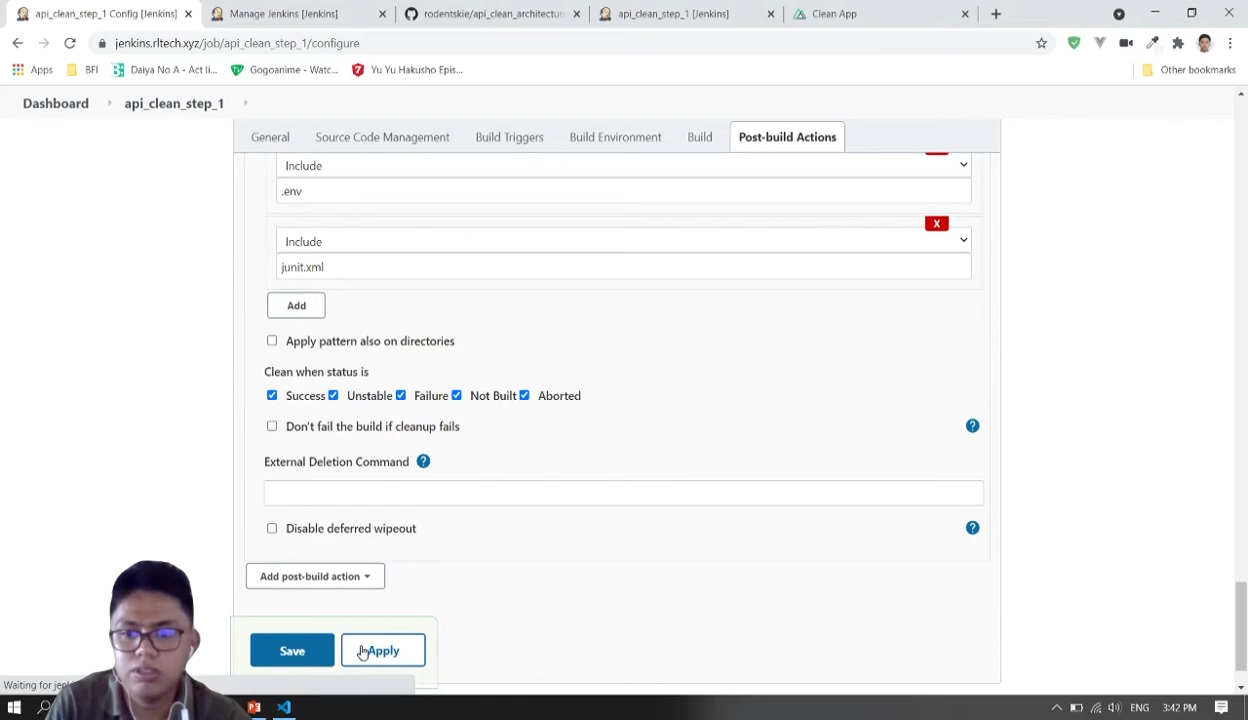 api_clean_step_1 Config [Jenkins]
Manage Jenkins [Jenkins]
rodentskie/api_clean_architectur
api_clean_step_1 [Jenkins]
Clean App
jenkins.rltech.xyz/job/api_clean_step_1/configure
Apps
BFI
Daiya No A - Act Ii...
Gogoanime - Watc...
Yu Yu Hakusho Epis...
Other bookmarks
Dashboard
api_clean_step_1
General
Source Code Management
Build Triggers
Build Environment
Build
Post-build Actions
Include
.env
X
Include
junit.xml
Add
Apply pattern also on directories
Clean when status is
Success
Unstable
Failure
Not Built
Aborted
Don't fail the build if cleanup fails
?
External Deletion Command
?
Disable deferred wipeout
?
Add post-build action
Save
Apply
Waiting for jenki
ENG
3:42 PM